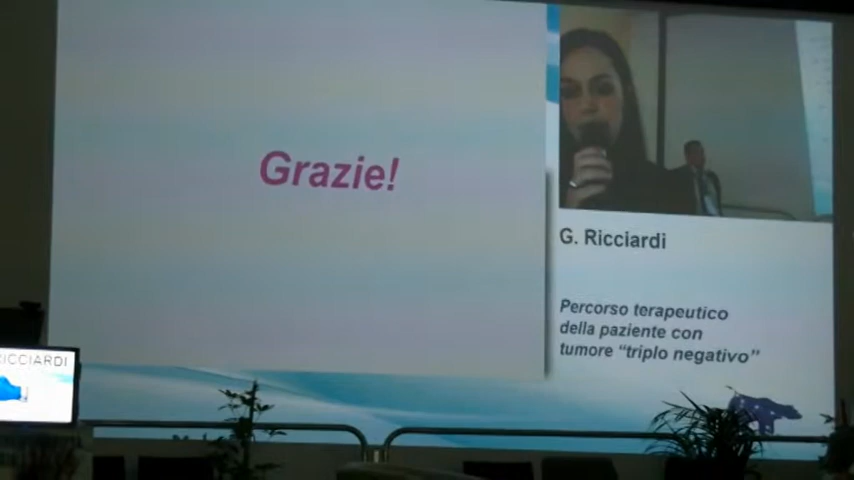 Grazie!
G. Ricciardi
Percorso terapeutico
della paziente con
tumore “triplo negativo”
RICCIARDI